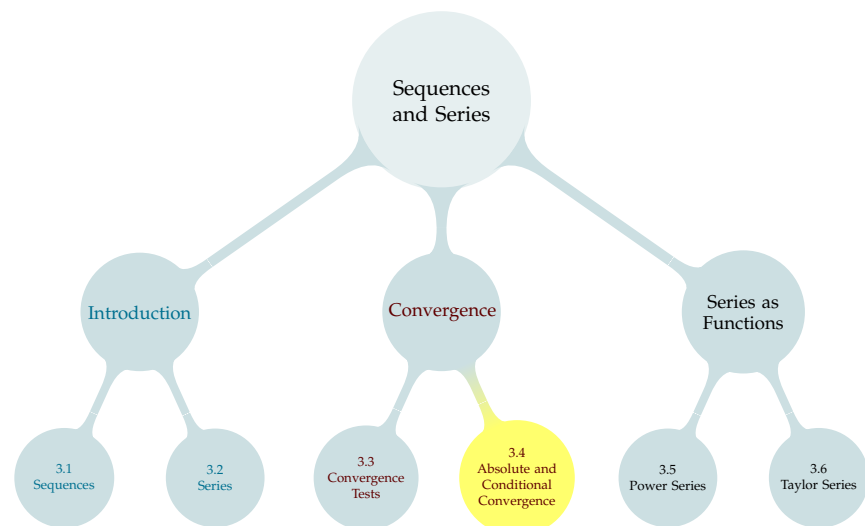 Sequences
and Series
Introduction
Convergence
Series as
Functions
3.1
Sequences
3.2
Series
3.3
Convergence
Tests
3.4
Absolute and
Conditional
Convergence
3.5
Power Series
3.6
Taylor Series